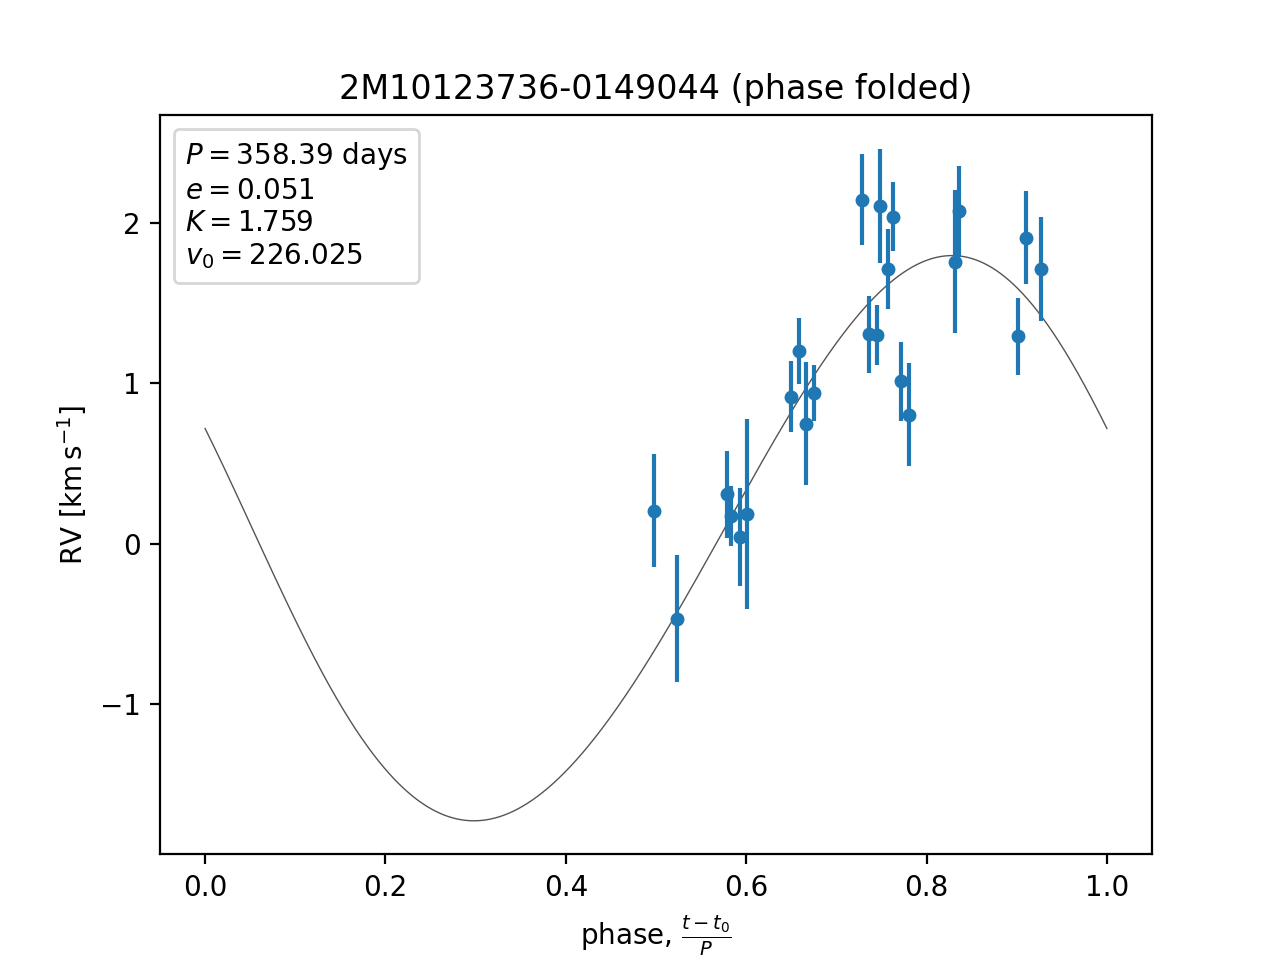 2M10123736-0149044 (phase folded)
P = 358.39 days
e = 0.051
K = 1.759
v₀ = 226.025
2
1
0
−1
RV [km s⁻¹]
0.0 0.2 0.4 0.6 0.8 1.0
phase, (t − t₀)/P